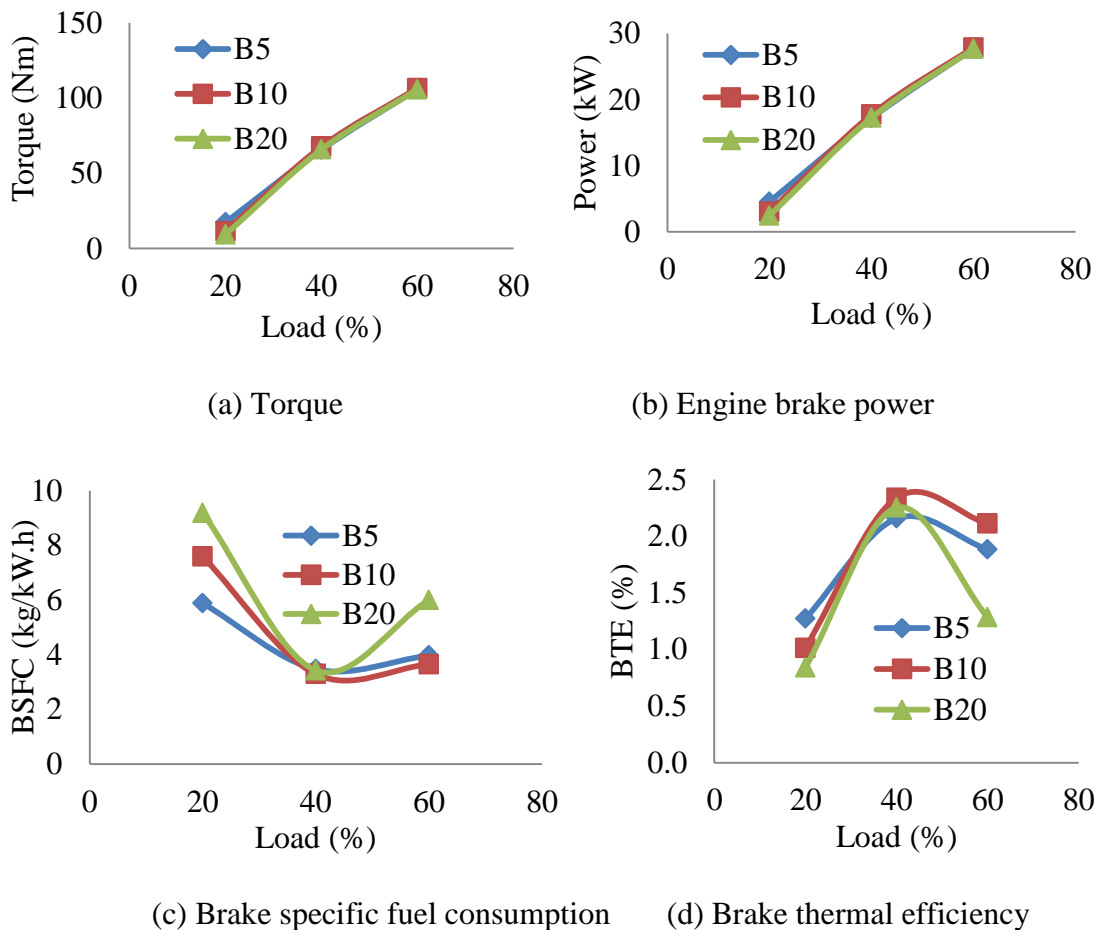 Torque (Nm)
150
100
50
0
B5
B10
B20
0
20
40
60
80
Load (%)
(a) Torque
Power (kW)
30
20
10
0
B5
B10
B20
0
20
40
60
80
Load (%)
(b) Engine brake power
BSFC (kg/kW.h)
10
8
6
4
2
0
B5
B10
B20
0
20
40
60
80
Load (%)
(c) Brake specific fuel consumption
BTE (%)
2.5
2.0
1.5
1.0
0.5
0.0
B5
B10
B20
0
20
40
60
80
Load (%)
(d) Brake thermal efficiency